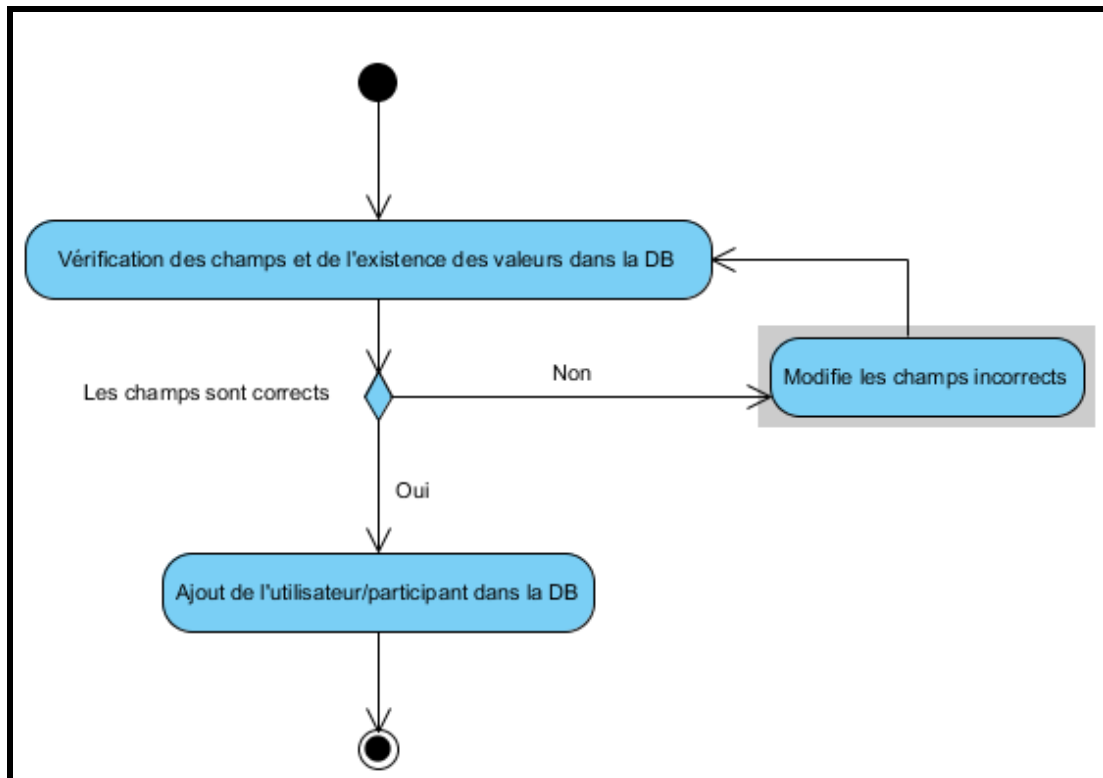 Vérification des champs et de l'existence des valeurs dans la DB
Les champs sont corrects
Non
Modifie les champs incorrects
Oui
Ajout de l'utilisateur/participant dans la DB